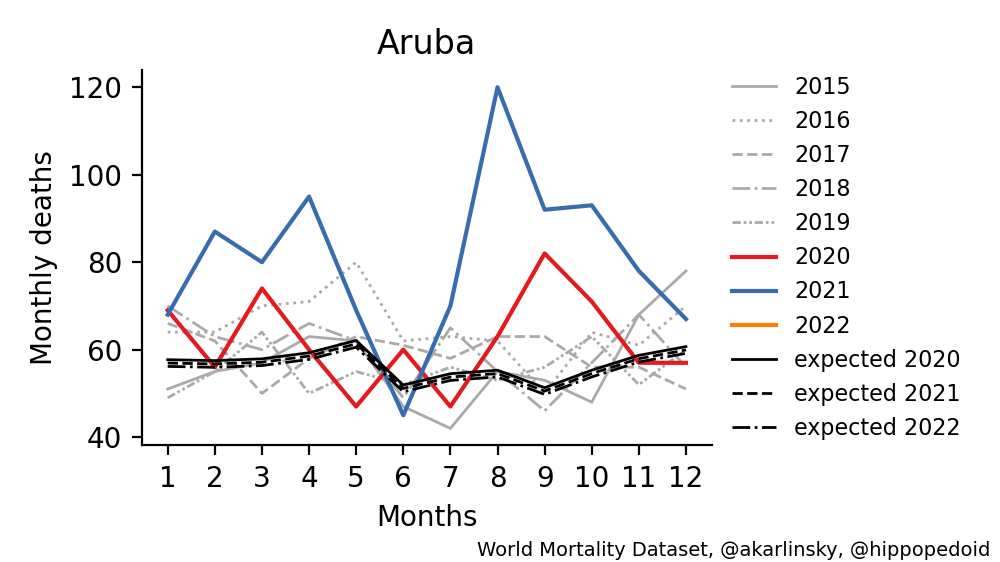 Aruba
Monthly deaths
120
100
80
60
40
1 2 3 4 5 6 7 8 9 10 11 12
Months
2015
2016
2017
2018
2019
2020
2021
2022
expected 2020
expected 2021
expected 2022
World Mortality Dataset, @akarlinsky, @hippopedoid